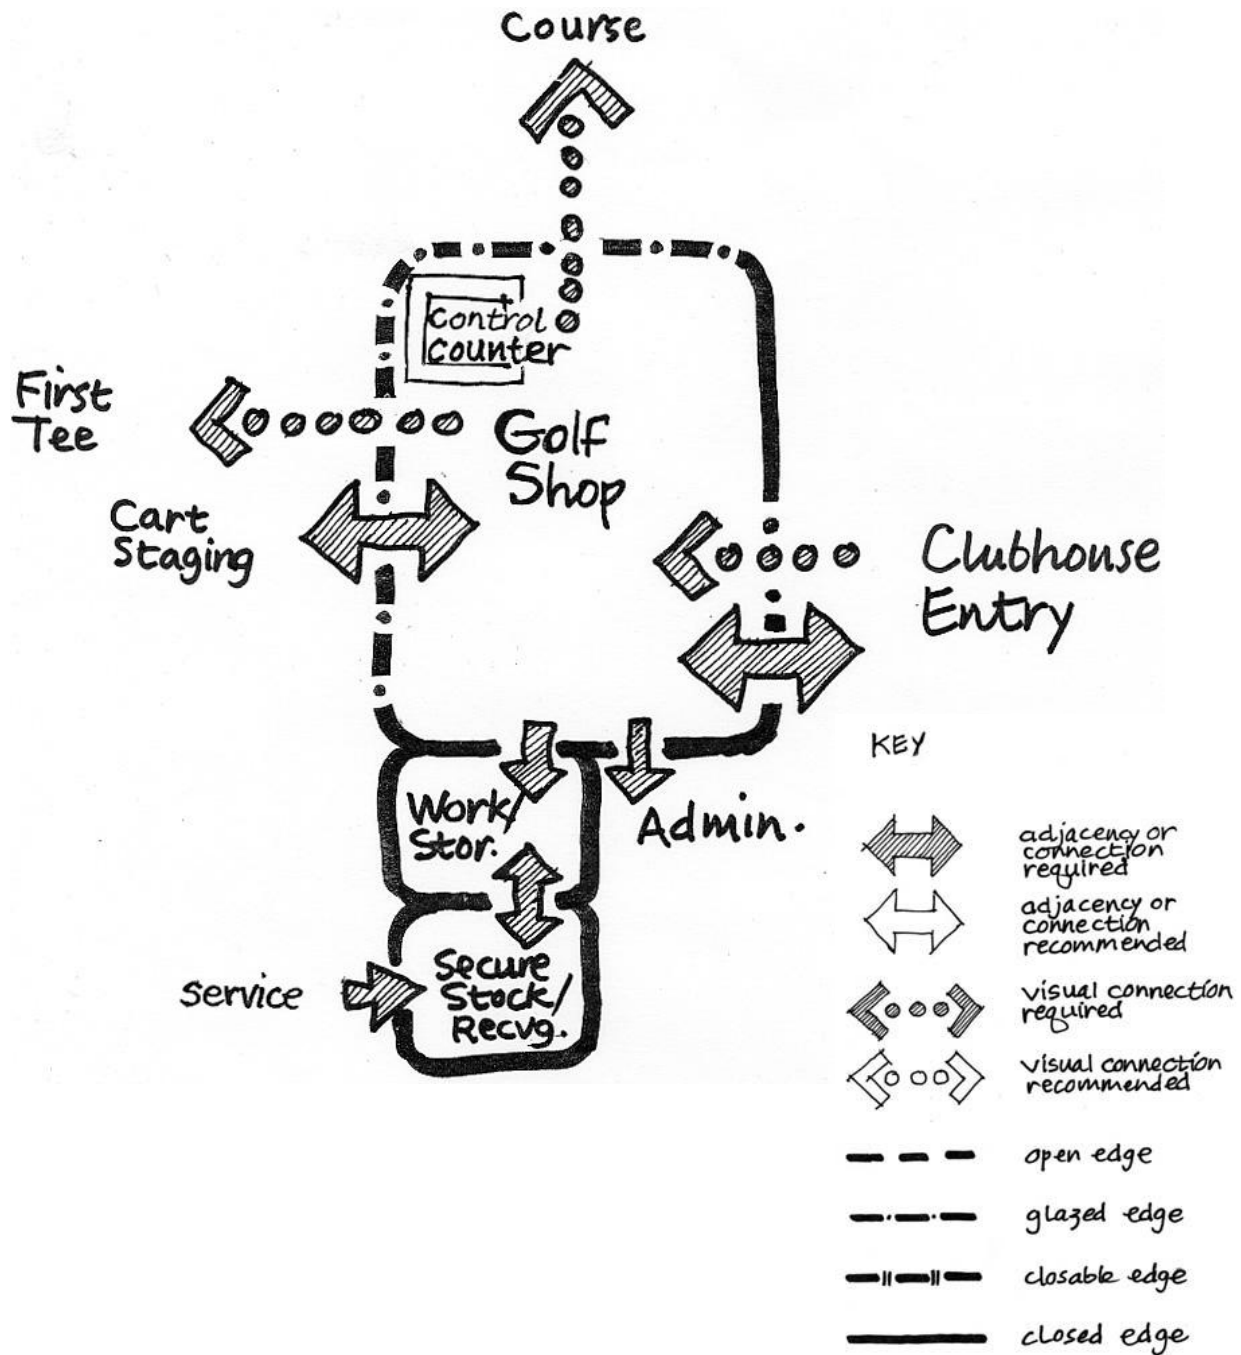 Course
Control
Counter
First
Tee
Golf
Shop
Cart
Staging
Clubhouse
Entry
Work/
Stor.
Admin.
Service
Secure
Stock/
Recvg.
KEY
adjacency or
connection
required
adjacency or
connection
recommended
visual connection
required
visual connection
recommended
open edge
glazed edge
closable edge
closed edge